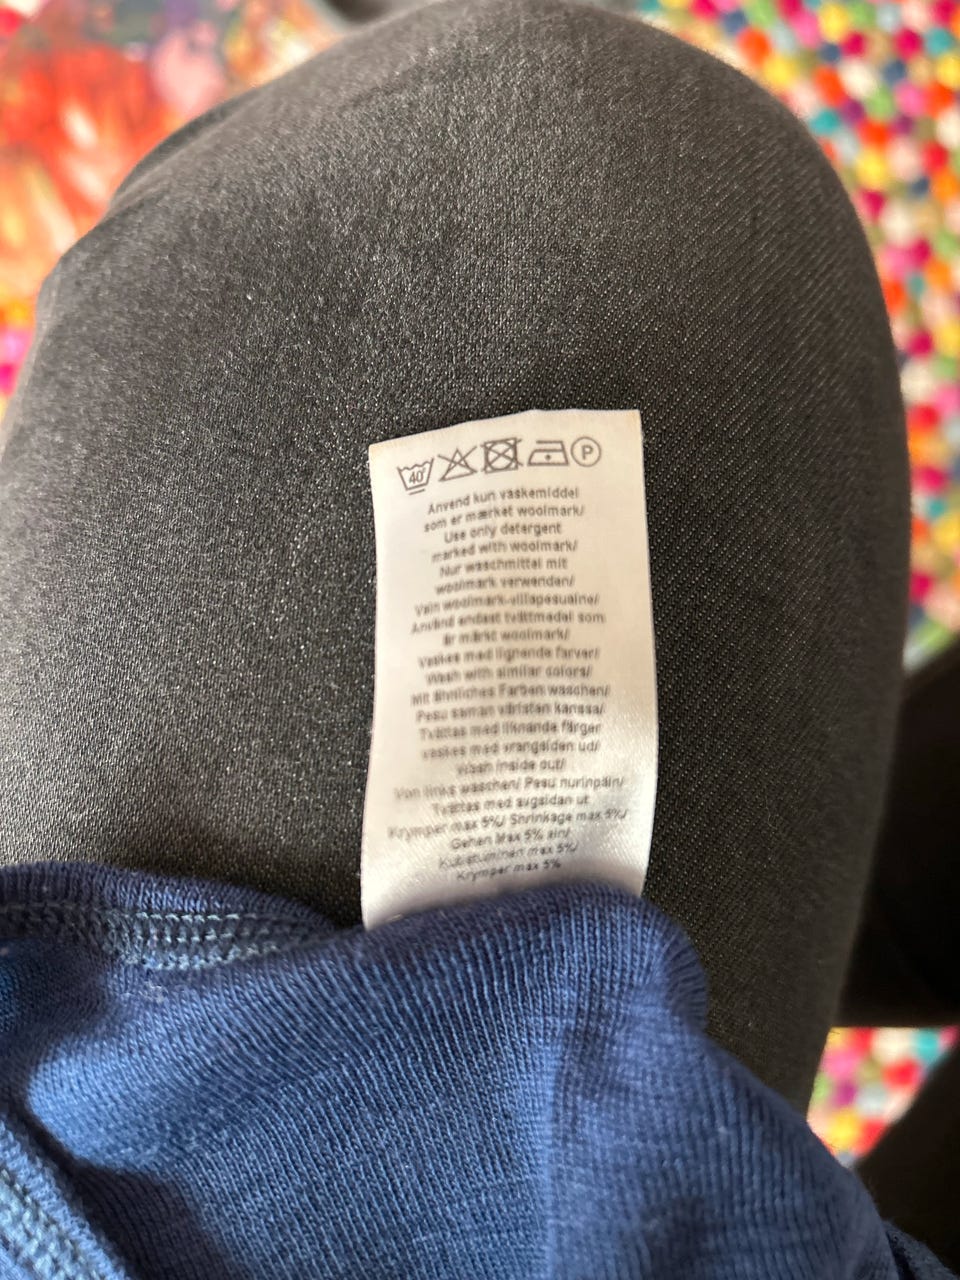 40 P
Anvend kun vaskemiddel
som er mærket woolmark/
Use only detergent
marked with woolmark/
Nur waschmittel mit
woolmark verwenden/
Vain woolmark-villapesuaine/
Använd endast tvättmedel som
är märkt woolmark/
Vaskes med lignende farver/
Wash with similar colors/
Mit ähnliches Farben waschen/
Pesu saman väristen kanssa/
Tvättas med liknande färger
vaskes med vrangsiden ud/
Wash inside out/
Von links waschen/ Pesu nurinpäin/
Tvättas med avgsidan ut
Krymper max 5%/ Shrinkage max 5%/
Gehen Max 5% ein/
max 5%/
Krymper max 5%